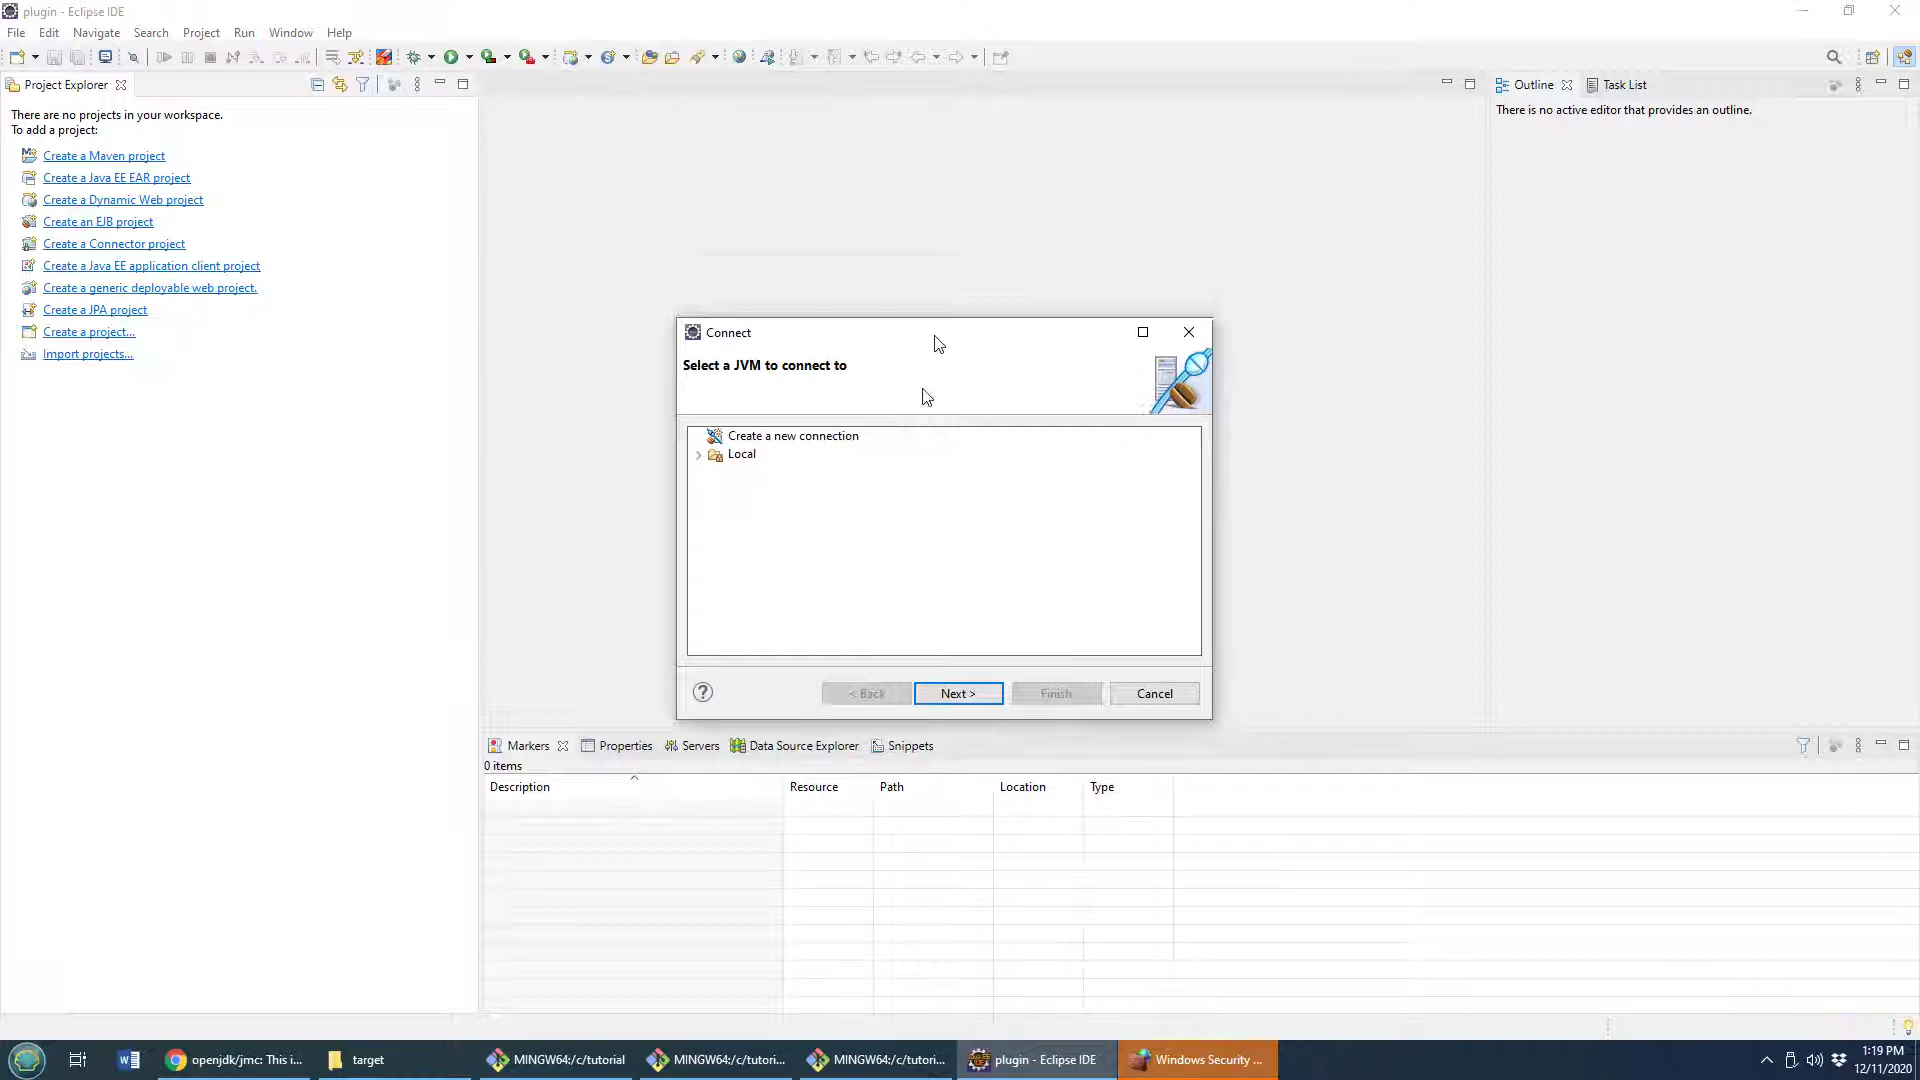 plugin - Eclipse IDE
File Edit Navigate Search Project Run Window Help
Project Explorer
There are no projects in your workspace.
To add a project:
Create a Maven project
Create a Java EE EAR project
Create a Dynamic Web project
Create an EJB project
Create a Connector project
Create a Java EE application client project
Create a generic deployable web project.
Create a JPA project
Create a project...
Import projects...
Outline Task List
There is no active editor that provides an outline.
Connect
Select a JVM to connect to
Create a new connection
Local
< Back Next > Finish Cancel
Markers Properties Servers Data Source Explorer Snippets
0 items
Description Resource Path Location Type
openjdk/jmc: This i... target MINGW64:/c/tutorial MINGW64:/c/tutori... MINGW64:/c/tutori... plugin - Eclipse IDE Windows Security ...
1:19 PM
12/11/2020